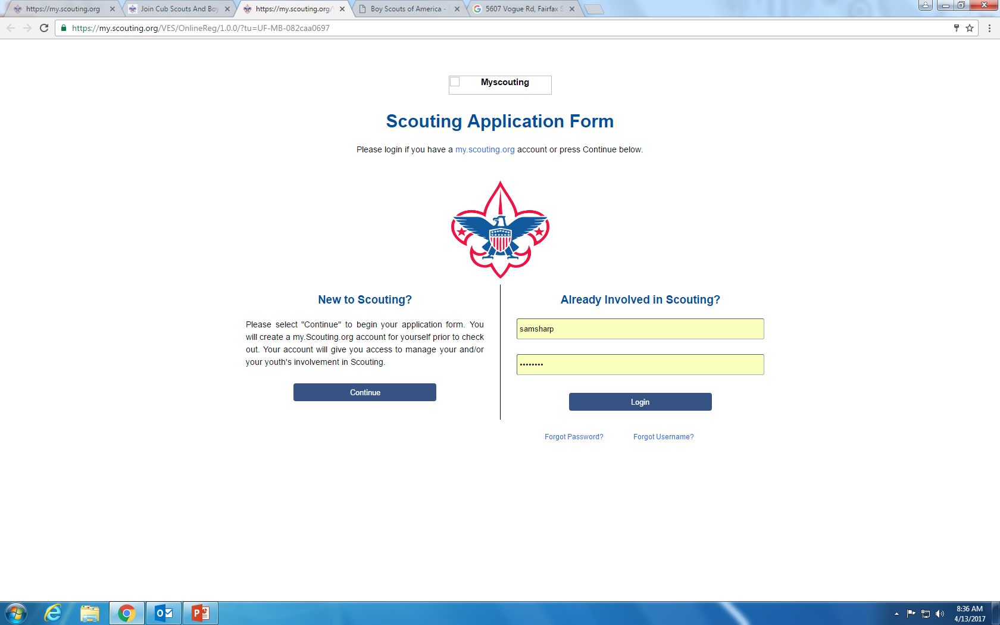 https://my.scouting.org
Join Cub Scouts And Boy
https://my.scouting.org/
Boy Scouts of America -
5607 Vogue Rd, Fairfax S
https://my.scouting.org/VES/OnlineReg/1.0.0/?tu=UF-MB-082caa0697
Myscouting
Scouting Application Form
Please login if you have a my.scouting.org account or press Continue below.
New to Scouting?
Please select "Continue" to begin your application form. You
will create a my.Scouting.org account for yourself prior to check
out. Your account will give you access to manage your and/or
your youth's involvement in Scouting.
Continue
Already Involved in Scouting?
samsharp
••••••••
Login
Forgot Password?
Forgot Username?
8:36 AM
4/13/2017